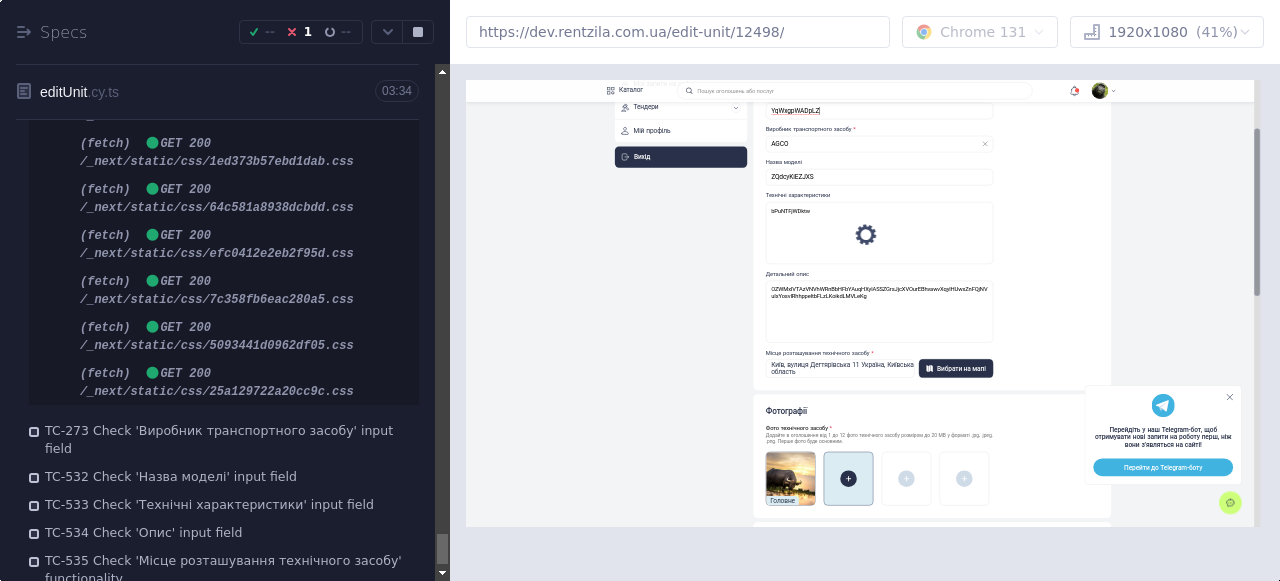 Specs
--
1
--
https://dev.rentzila.com.ua/edit-unit/12498/
Chrome 131
1920x1080 (41%)
editUnit.cy.ts
03:34
(fetch) GET 200
/_next/static/css/1ed373b57ebd1dab.css
(fetch) GET 200
/_next/static/css/64c581a8938dcbdd.css
(fetch) GET 200
/_next/static/css/efc0412e2eb2f95d.css
(fetch) GET 200
/_next/static/css/7c358fb6eac280a5.css
(fetch) GET 200
/_next/static/css/5093441d0962df05.css
(fetch) GET 200
/_next/static/css/25a129722a20cc9c.css
TC-273 Check 'Виробник транспортного засобу' input
field
TC-532 Check 'Назва моделі' input field
TC-533 Check 'Технічні характеристики' input field
TC-534 Check 'Опис' input field
TC-535 Check 'Місце розташування технічного засобу'
functionality
Каталог
Пошук оголошень або послуг
Тендери
Мій профіль
Вихід
YqWxgpWADpLZ
Виробник транспортного засобу *
AGCO
Назва моделі
ZQdcyKIEZJXS
Технічні характеристики
Детальний опис
Місце розташування технічного засобу *
Київ, вулиця Дегтярівська 11 Україна, Київська
область
Вибрати на мапі
Фотографії
Фото технічного засобу *
Додайте в оголошення від 1 до 12 фото технічного засобу розміром до 20 МВ у форматі .jpg, .jpeg,
.png. Перше фото буде основним.
Головне
Перейдіть у наш Telegram-бот, щоб
отримувати нові запити на роботу перш, ніж
вони з'являться на сайті!
Перейти до Telegram-боту